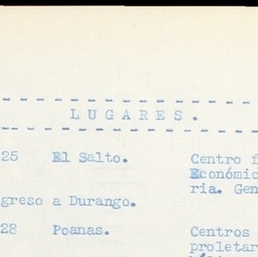 LUGARES.
25 El Salto. Centro f
Económic
ria. Gen
greso a Durango.
28 Poanas. Centros
proletar